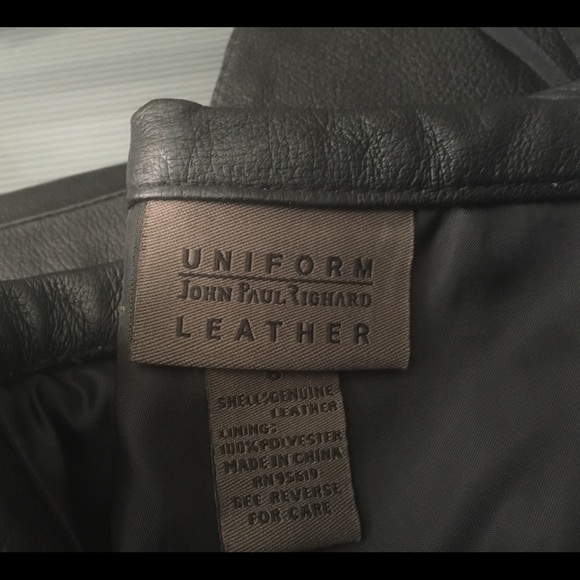 UNIFORM
JOHN PAUL RICHARD
LEATHER
SHELL: GENUINE
LEATHER
LINING:
100% POLYESTER
MADE IN CHINA
RN 95619
SEE REVERSE
FOR CARE